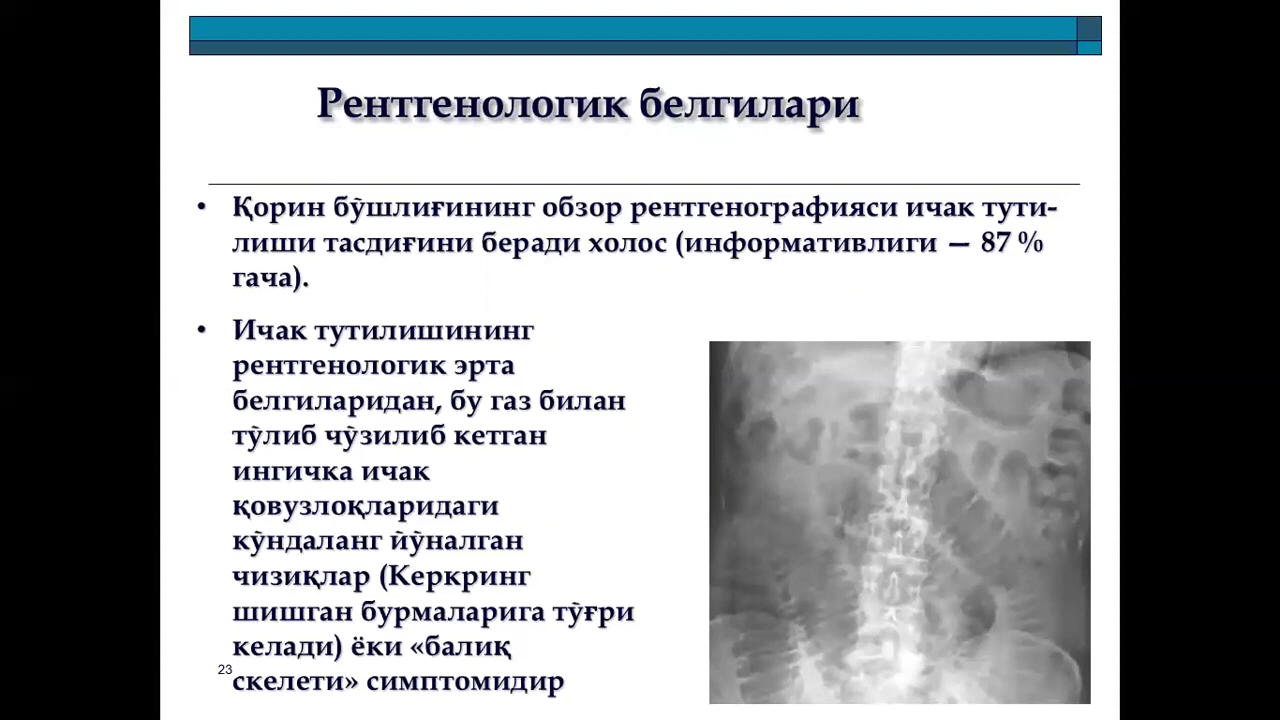 Рентгенологик белгилари
• Қорин бўшлиғининг обзор рентгенографияси ичак тути-
лиши тасдиғини беради холос (информативлиги — 87 %
гача).
• Ичак тутилишининг
рентгенологик эрта
белгиларидан, бу газ билан
тўлиб чўзилиб кетган
ингичка ичак
қовузлоқларидаги
кўндаланг йўналган
чизиқлар (Керкринг
шишган бурмаларига тўғри
келади) ёки «балиқ
скелети» симптомидир
23